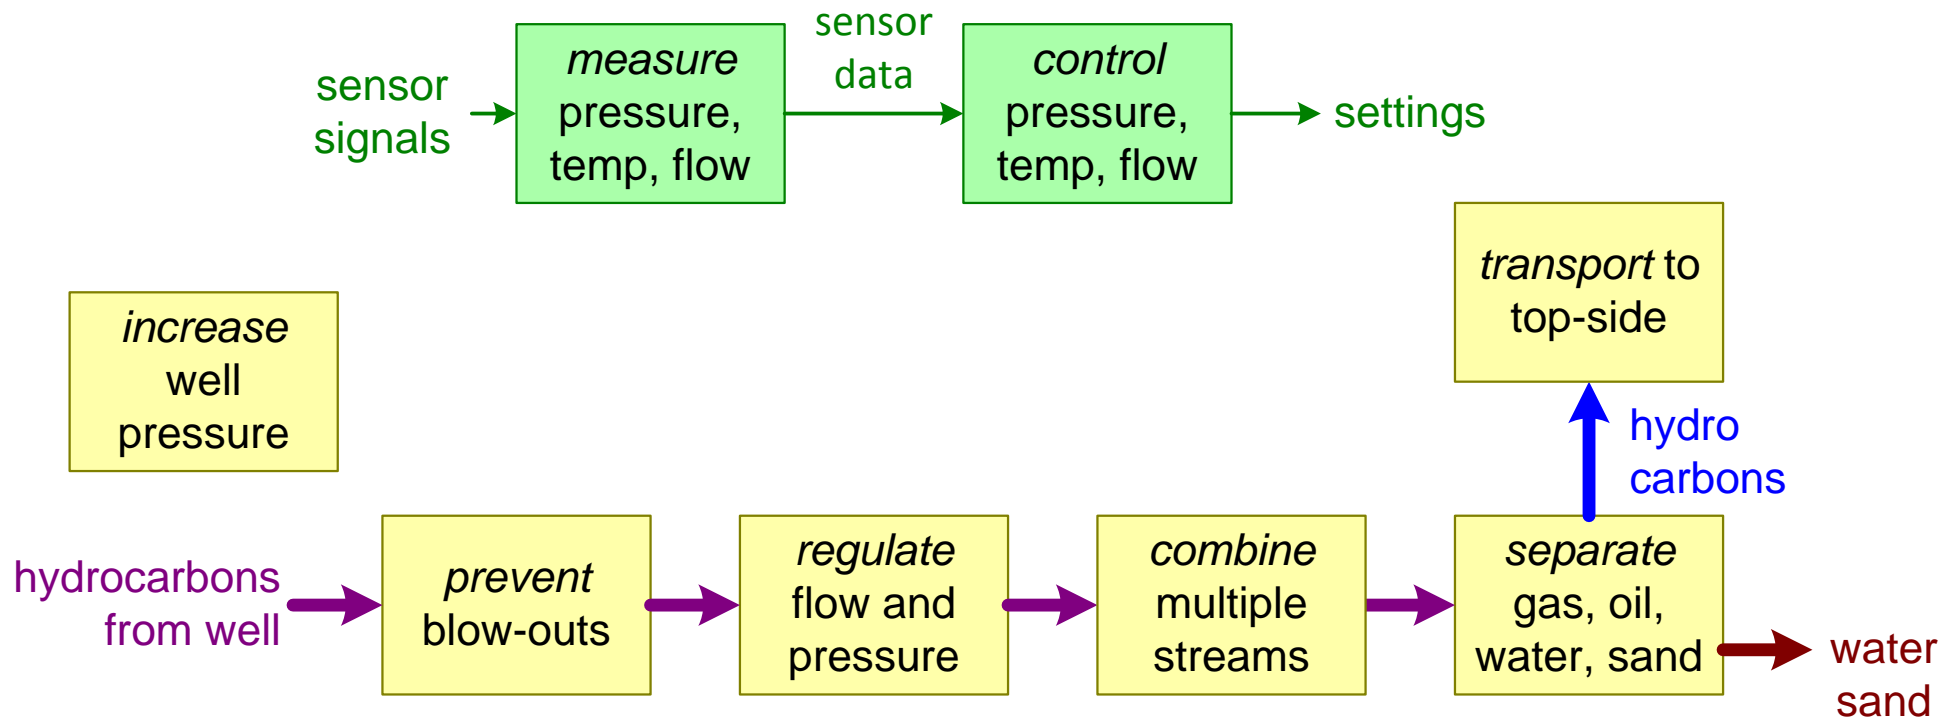 sensor
signals
measure
pressure,
temp, flow
sensor
data
control
pressure,
temp, flow
settings
increase
well
pressure
transport to
top-side
hydro
carbons
hydrocarbons
from well
prevent
blow-outs
regulate
flow and
pressure
combine
multiple
streams
separate
gas, oil,
water, sand
water
sand